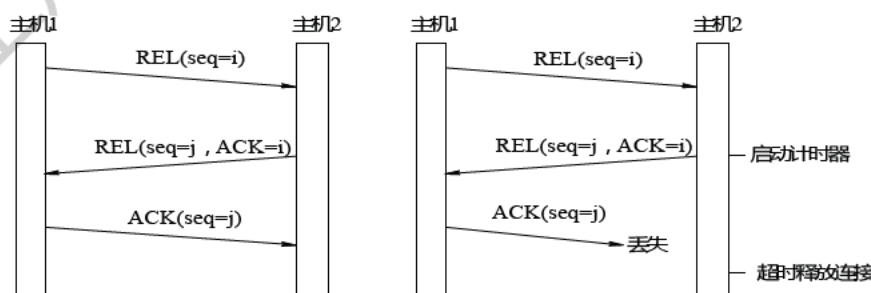 主机1
主机2
REL(seq=i)
REL(seq=j，ACK=i)
ACK(seq=j)
主机1
主机2
REL(seq=i)
REL(seq=j，ACK=i)
启动计时器
ACK(seq=j)
丢失
超时释放连接